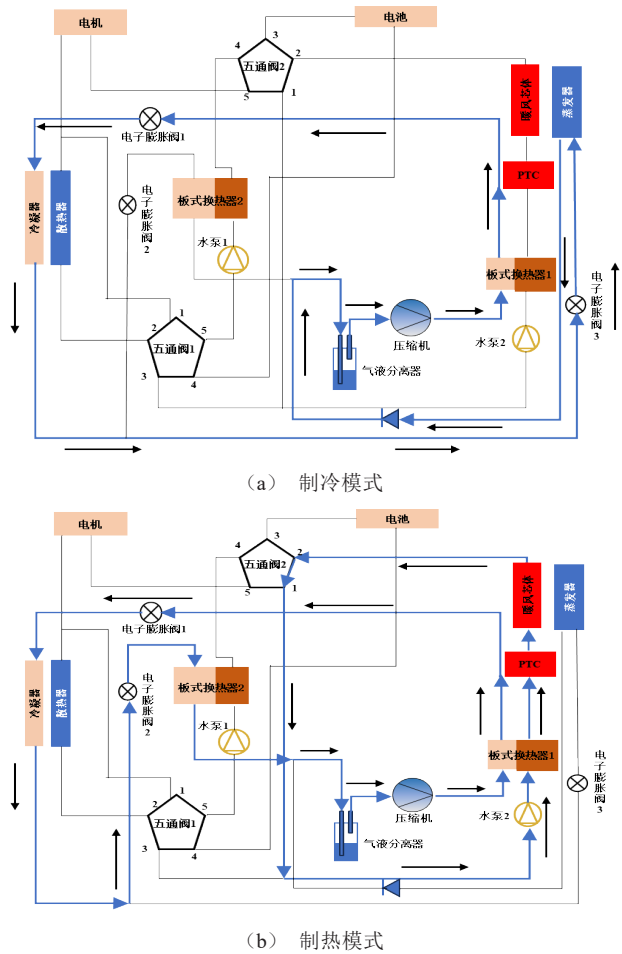 电机
电池
3
4
五通阀2
2
5
1
暖风芯体
蒸发器
电子膨胀阀1
PTC
冷凝器
散热器
电子膨胀阀2
板式换热器2
水泵1
板式换热器1
电子膨胀阀3
1
2
五通阀1
5
3
4
压缩机
水泵2
气液分离器
（a） 制冷模式
电机
电池
3
4
五通阀2
2
5
1
暖风芯体
蒸发器
电子膨胀阀1
PTC
冷凝器
散热器
电子膨胀阀2
板式换热器2
水泵1
板式换热器1
电子膨胀阀3
1
2
五通阀1
5
3
4
压缩机
水泵2
气液分离器
（b） 制热模式